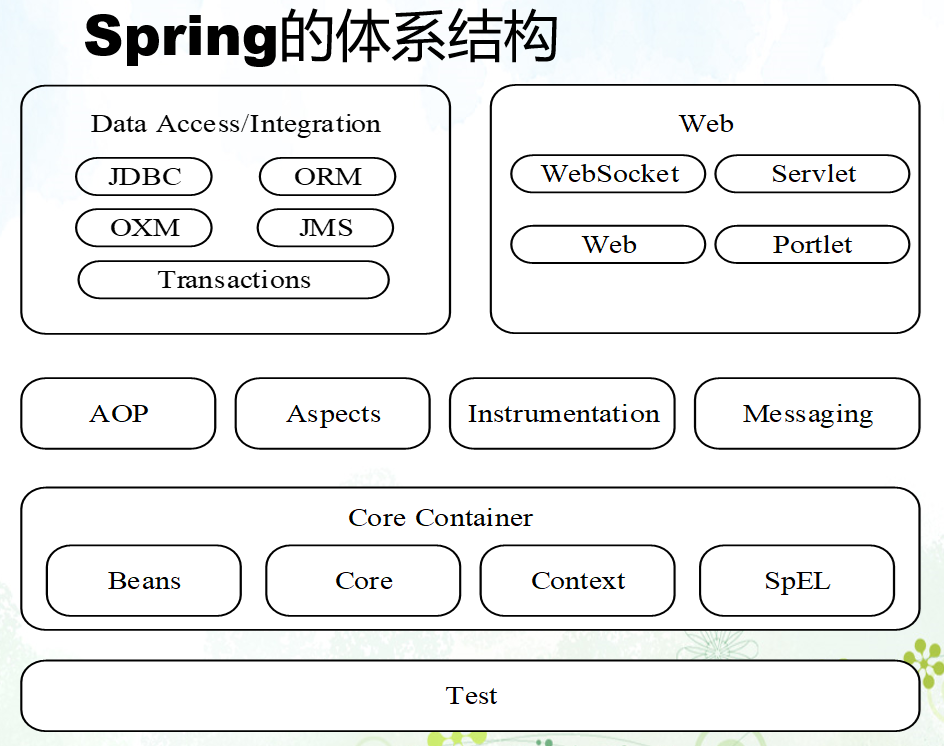 Spring的体系结构
Data Access/Integration
JDBC
ORM
OXM
JMS
Transactions
Web
WebSocket
Servlet
Web
Portlet
AOP
Aspects
Instrumentation
Messaging
Core Container
Beans
Core
Context
SpEL
Test